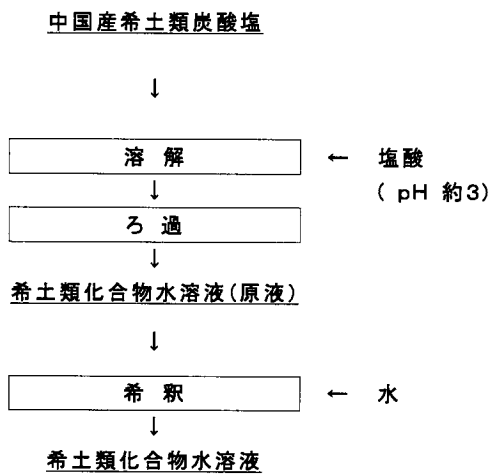 中国産希土類炭酸塩
↓
溶解 ← 塩酸
↓ ( pH 約3)
ろ過
↓
希土類化合物水溶液(原液)
↓
希釈 ← 水
↓
希土類化合物水溶液